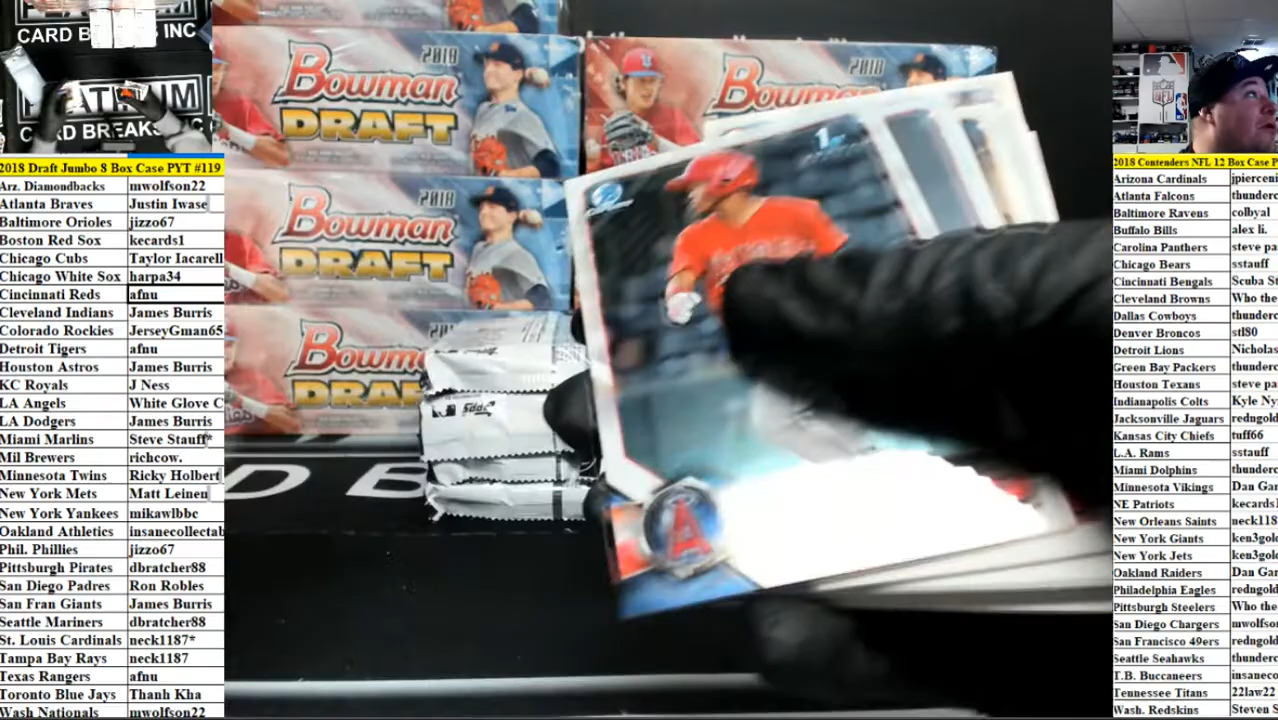 CARD BREAKS INC
PLATINUM
CARD BREAKS INC
2018 Draft Jumbo 8 Box Case PYT #119
Arz. Diamondbacks mwolfson22
Atlanta Braves Justin Iwase
Baltimore Orioles jizzo67
Boston Red Sox kecards1
Chicago Cubs Taylor Iacarell
Chicago White Sox harpa34
Cincinnati Reds afnu
Cleveland Indians James Burris
Colorado Rockies JerseyGman65
Detroit Tigers afnu
Houston Astros James Burris
KC Royals J Ness
LA Angels White Glove C
LA Dodgers James Burris
Miami Marlins Steve Stauff*
Mil Brewers richcow.
Minnesota Twins Ricky Holbert
New York Mets Matt Leinen
New York Yankees mikawlbbc
Oakland Athletics insanecollectab
Phil. Phillies jizzo67
Pittsburgh Pirates dbratcher88
San Diego Padres Ron Robles
San Fran Giants James Burris
Seattle Mariners dbratcher88
St. Louis Cardinals neck1187*
Tampa Bay Rays neck1187
Texas Rangers afnu
Toronto Blue Jays Thanh Kha
Wash Nationals mwolfson22
2018
Bowman
DRAFT
2018
Bowman
2018
Bowman
DRAFT
Bowma
DRAF
D B
1st
A
NFL
2018 Contenders NFL 12 Box Case P
Arizona Cardinals jpierceni
Atlanta Falcons thunderc
Baltimore Ravens colbyal
Buffalo Bills alex li.
Carolina Panthers steve pa
Chicago Bears sstauff
Cincinnati Bengals Scuba St
Cleveland Browns Who the
Dallas Cowboys thunderc
Denver Broncos stl80
Detroit Lions Nicholas
Green Bay Packers thunderc
Houston Texans steve pa
Indianapolis Colts Kyle Ny
Jacksonville Jaguars redngold
Kansas City Chiefs tuff66
L.A. Rams sstauff
Miami Dolphins thunderc
Minnesota Vikings Dan Gar
NE Patriots kecards1
New Orleans Saints neck118
New York Giants ken3gold
New York Jets ken3gold
Oakland Raiders Dan Gar
Philadelphia Eagles redngold
Pittsburgh Steelers Who the
San Diego Chargers mwolfso
San Francisco 49ers redngold
Seattle Seahawks thunderc
T.B. Buccaneers insaneco
Tennessee Titans 22law22
Wash. Redskins Steven S